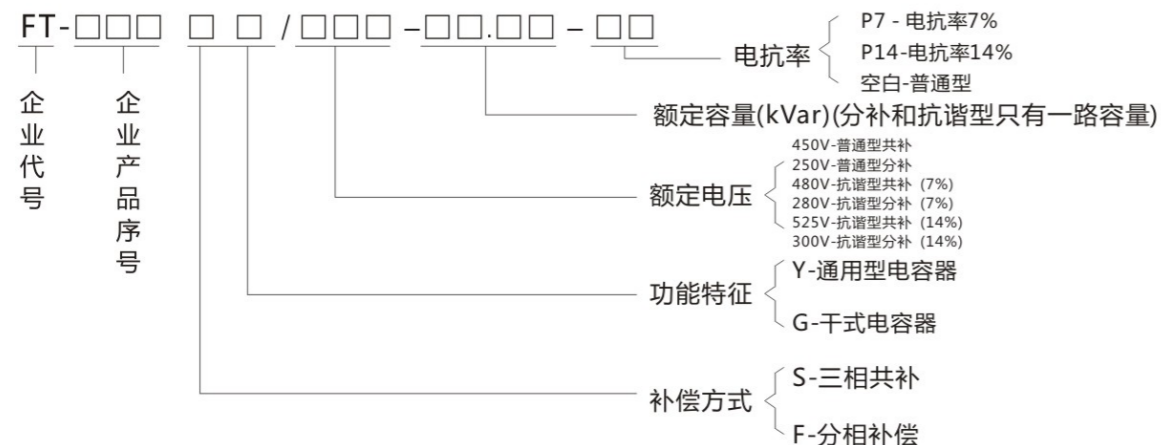 FT-□□□ □ □/□□□-□□.□□-□□
企业代号
企业产品序号
电抗率
P7 - 电抗率7%
P14-电抗率14%
空白-普通型
额定容量(kVar)(分补和抗谐型只有一路容量)
额定电压
450V-普通型共补
250V-普通型分补
480V-抗谐型共补 (7%)
280V-抗谐型分补 (7%)
525V-抗谐型共补 (14%)
300V-抗谐型分补 (14%)
功能特征
Y-通用型电容器
G-干式电容器
补偿方式
S-三相共补
F-分相补偿